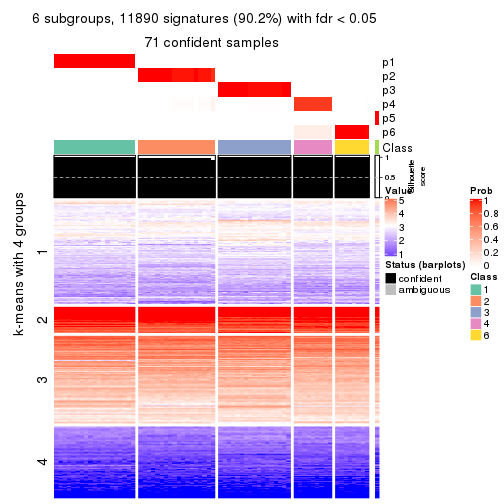 6 subgroups, 11890 signatures (90.2%) with fdr < 0.05
71 confident samples
p1
p2
p3
p4
p5
p6
Class
1
0.5
0
Silhouette
score
k-means with 4 groups
1
2
3
4
Value
5
4
3
2
1
Status (barplots)
confident
ambiguous
Prob
1
0.8
0.6
0.4
0.2
0
Class
1
2
3
4
6